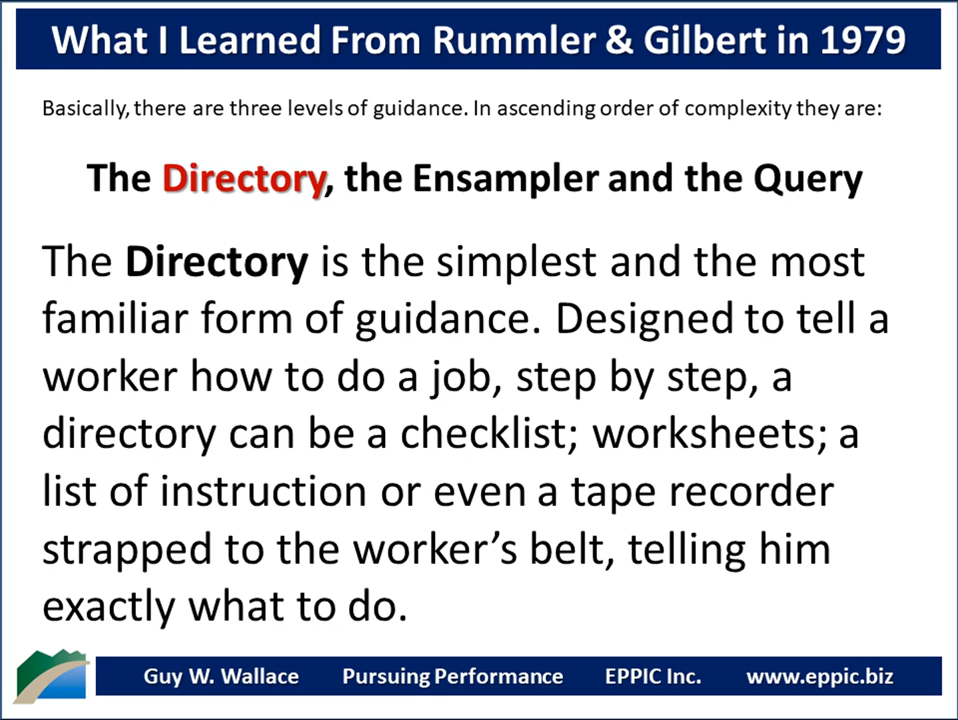 What I Learned From Rummler & Gilbert in 1979
Basically, there are three levels of guidance. In ascending order of complexity they are:
The Directory, the Ensampler and the Query
The Directory is the simplest and the most
familiar form of guidance. Designed to tell a
worker how to do a job, step by step, a
directory can be a checklist; worksheets; a
list of instruction or even a tape recorder
strapped to the worker’s belt, telling him
exactly what to do.
Guy W. Wallace Pursuing Performance EPPIC Inc. www.eppic.biz